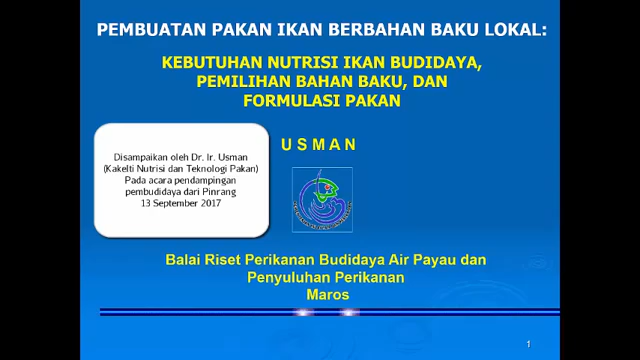 PEMBUATAN PAKAN IKAN BERBAHAN BAKU LOKAL:
KEBUTUHAN NUTRISI IKAN BUDIDAYA,
PEMILIHAN BAHAN BAKU, DAN
FORMULASI PAKAN
U S M A N
Disampaikan oleh Dr. Ir. Usman
(Kakelti Nutrisi dan Teknologi Pakan)
Pada acara pendampingan
pembudidaya dari Pinrang
13 September 2017
Balai Riset Perikanan Budidaya Air Payau dan
Penyuluhan Perikanan
Maros
1